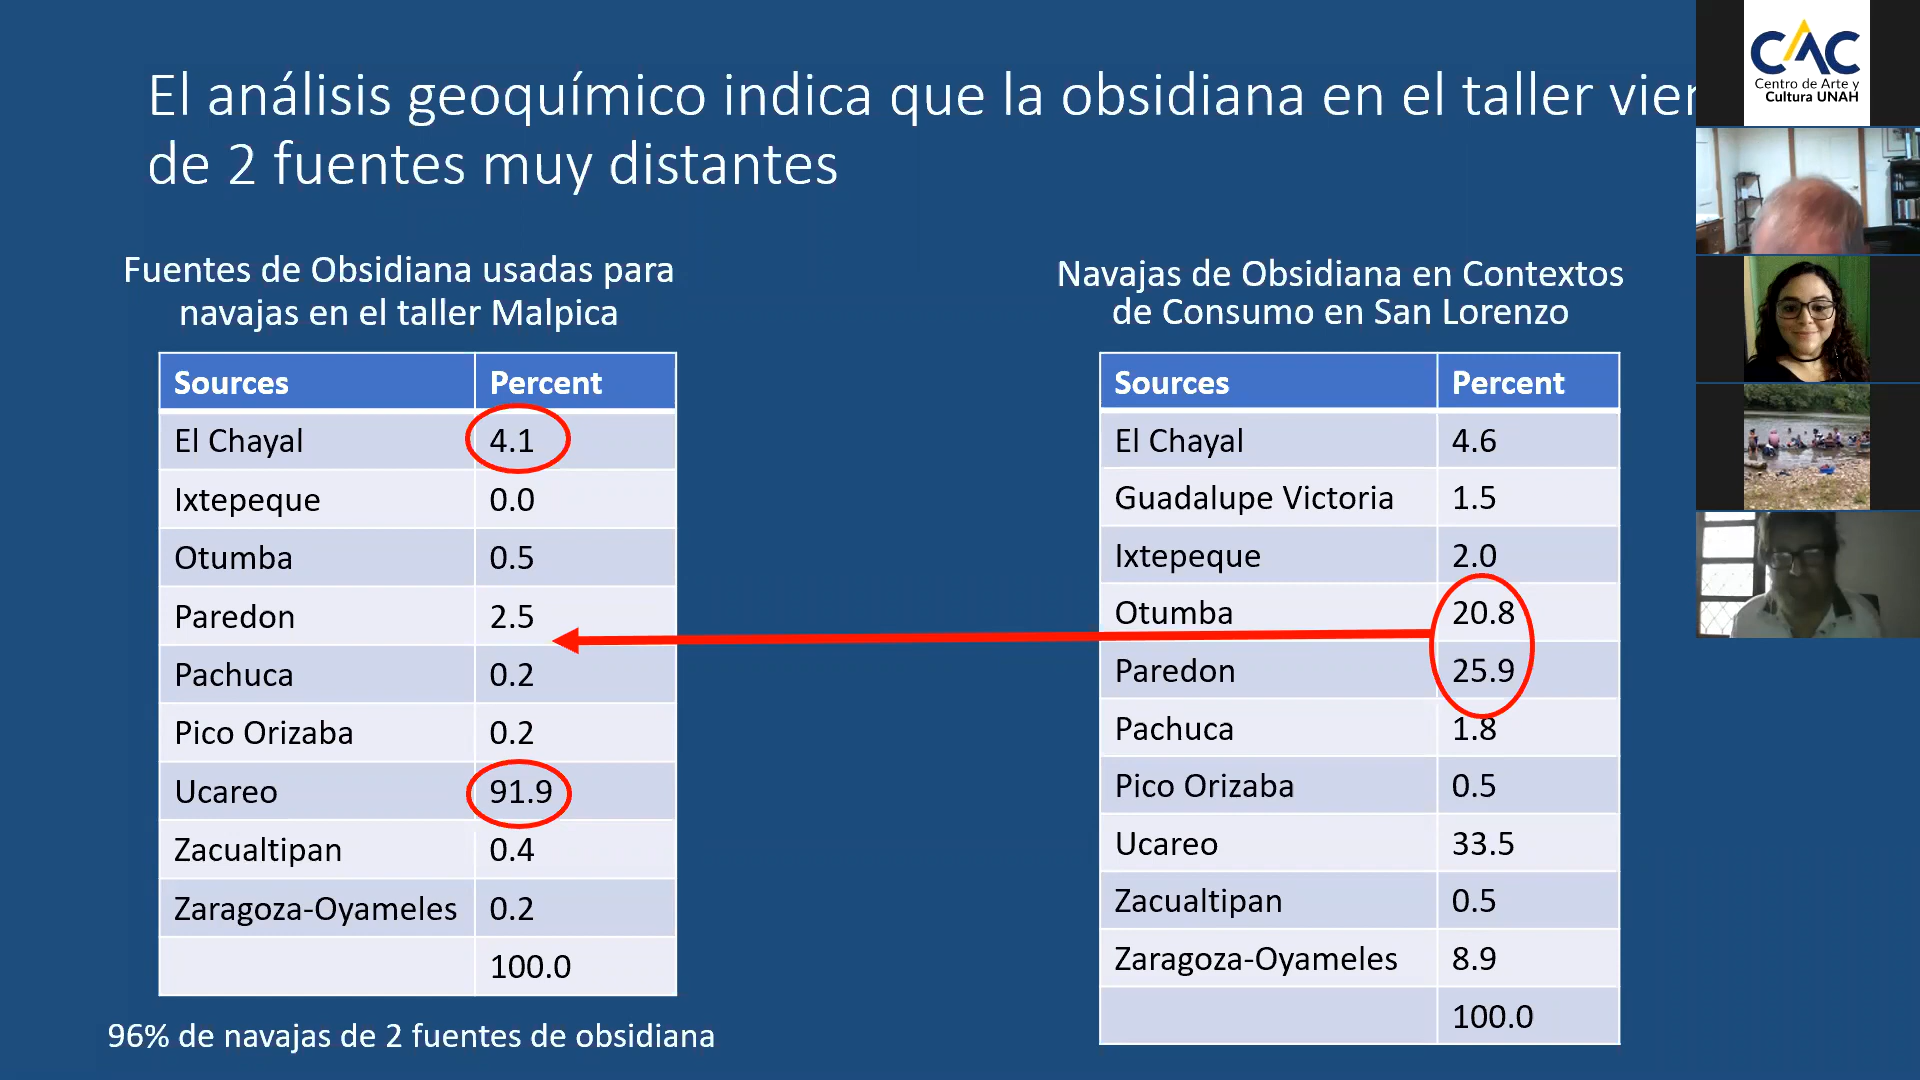 El análisis geoquímico indica que la obsidiana en el taller
de 2 fuentes muy distantes
Fuentes de Obsidiana usadas para
navajas en el taller Malpica
Sources Percent
El Chayal 4.1
Ixtepeque 0.0
Otumba 0.5
Paredon 2.5
Pachuca 0.2
Pico Orizaba 0.2
Ucareo 91.9
Zacualtipan 0.4
Zaragoza-Oyameles 0.2
100.0
96% de navajas de 2 fuentes de obsidiana
Navajas de Obsidiana en Contextos
de Consumo en San Lorenzo
Sources Percent
El Chayal 4.6
Guadalupe Victoria 1.5
Ixtepeque 2.0
Otumba 20.8
Paredon 25.9
Pachuca 1.8
Pico Orizaba 0.5
Ucareo 33.5
Zacualtipan 0.5
Zaragoza-Oyameles 8.9
100.0
CAC
Centro de Arte y
Cultura UNAH